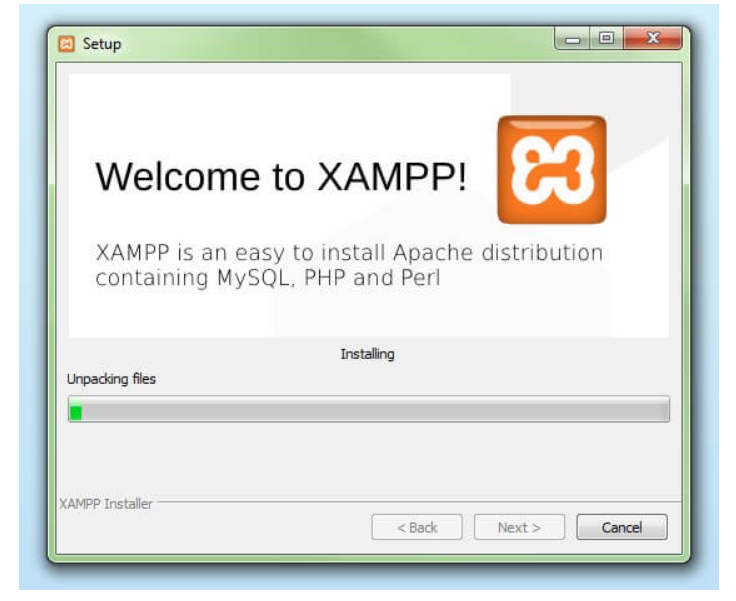 Setup
Welcome to XAMPP!
XAMPP is an easy to install Apache distribution
containing MySQL, PHP and Perl
Installing
Unpacking files
XAMPP Installer
< Back
Next >
Cancel